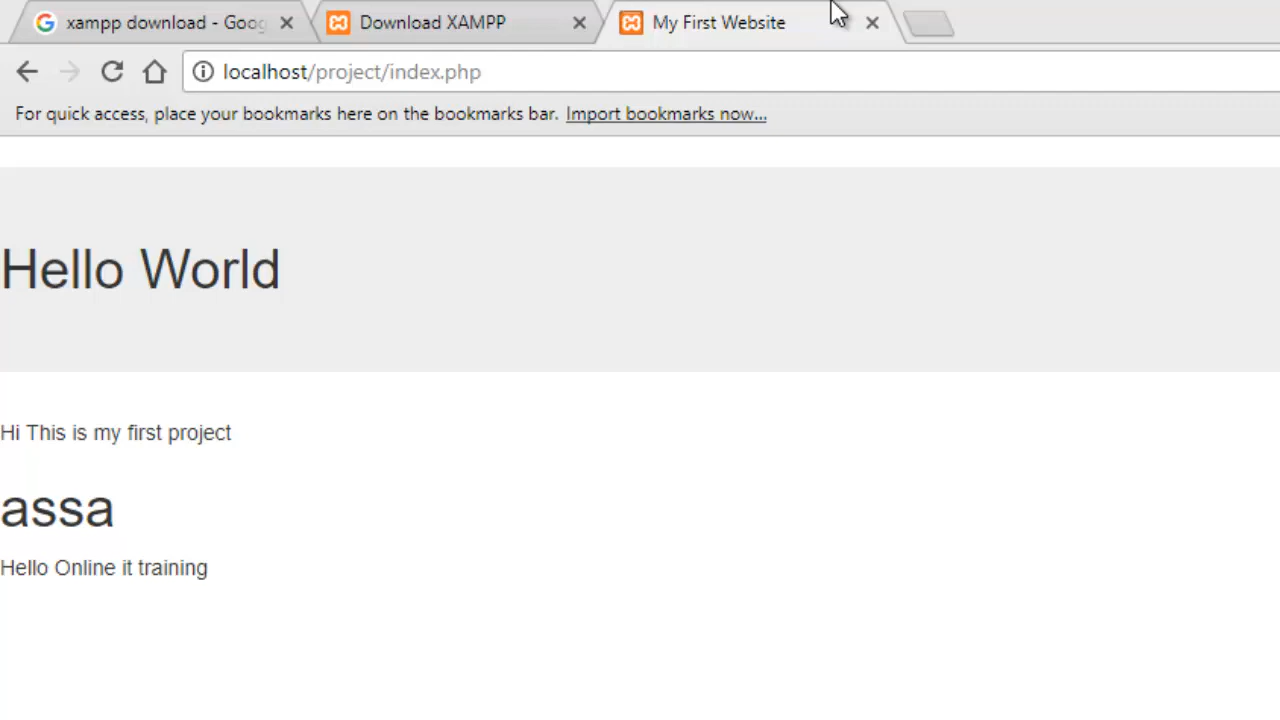 xampp download - Goog
Download XAMPP
My First Website
localhost/project/index.php
For quick access, place your bookmarks here on the bookmarks bar. Import bookmarks now...
Hello World
Hi This is my first project
assa
Hello Online it training